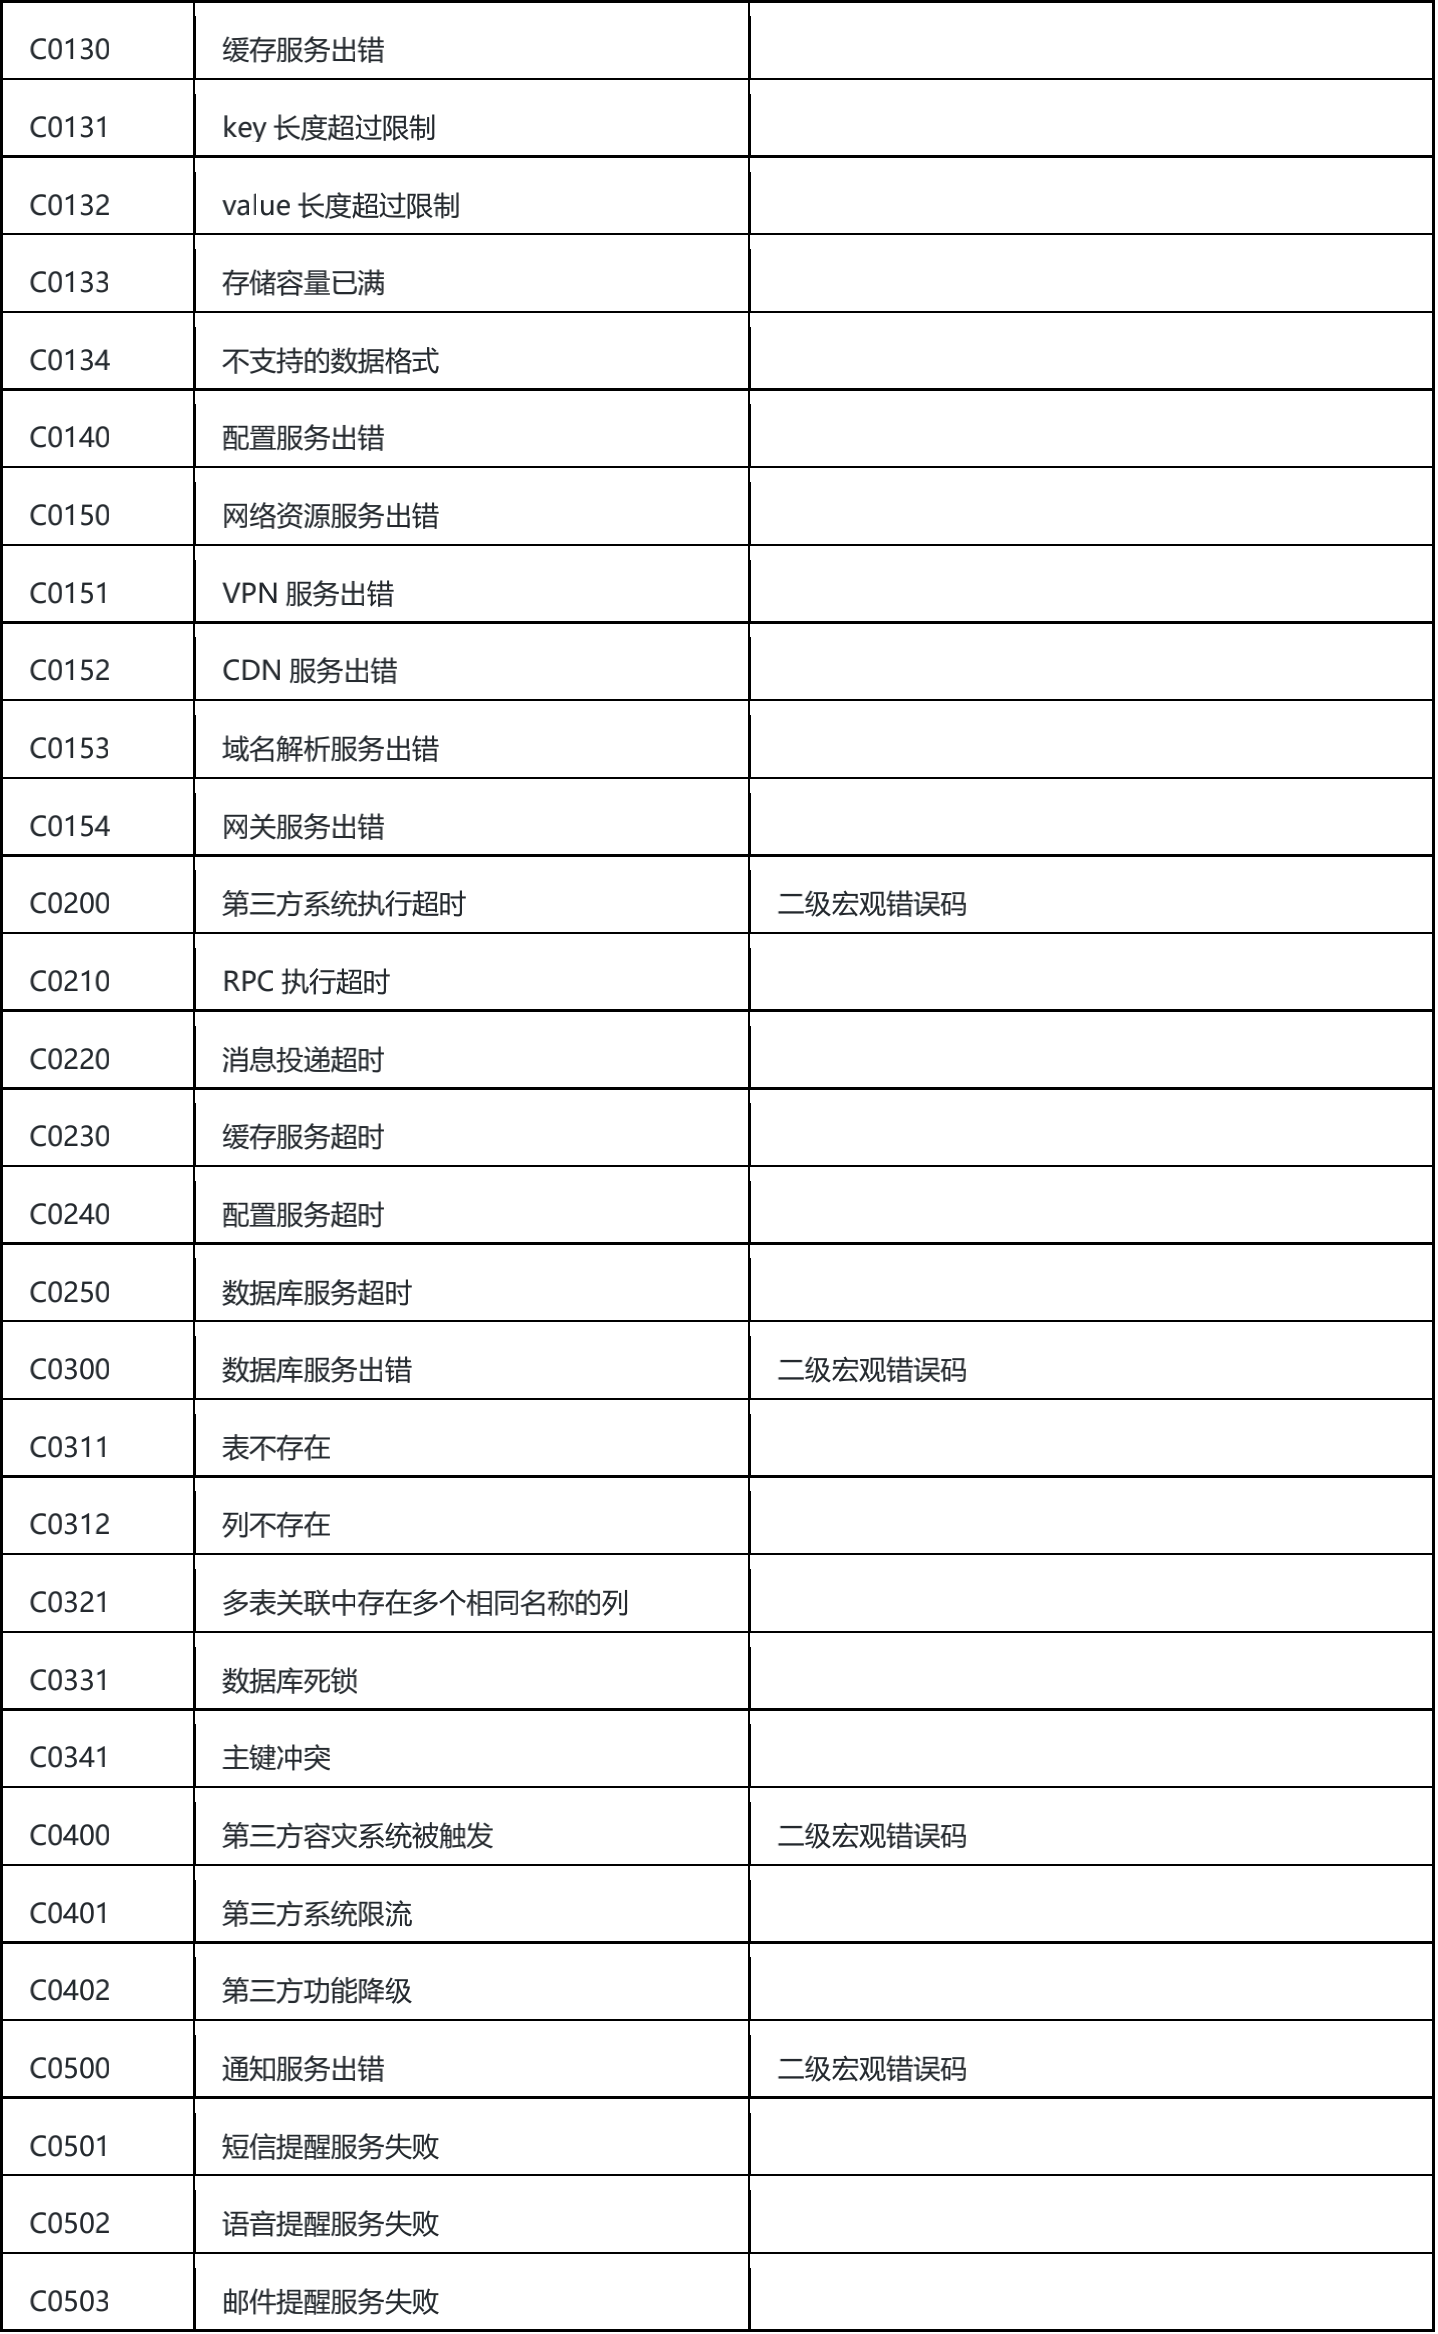 C0130 缓存服务出错
C0131 key 长度超过限制
C0132 value 长度超过限制
C0133 存储容量已满
C0134 不支持的数据格式
C0140 配置服务出错
C0150 网络资源服务出错
C0151 VPN 服务出错
C0152 CDN 服务出错
C0153 域名解析服务出错
C0154 网关服务出错
C0200 第三方系统执行超时 二级宏观错误码
C0210 RPC 执行超时
C0220 消息投递超时
C0230 缓存服务超时
C0240 配置服务超时
C0250 数据库服务超时
C0300 数据库服务出错 二级宏观错误码
C0311 表不存在
C0312 列不存在
C0321 多表关联中存在多个相同名称的列
C0331 数据库死锁
C0341 主键冲突
C0400 第三方容灾系统被触发 二级宏观错误码
C0401 第三方系统限流
C0402 第三方功能降级
C0500 通知服务出错 二级宏观错误码
C0501 短信提醒服务失败
C0502 语音提醒服务失败
C0503 邮件提醒服务失败